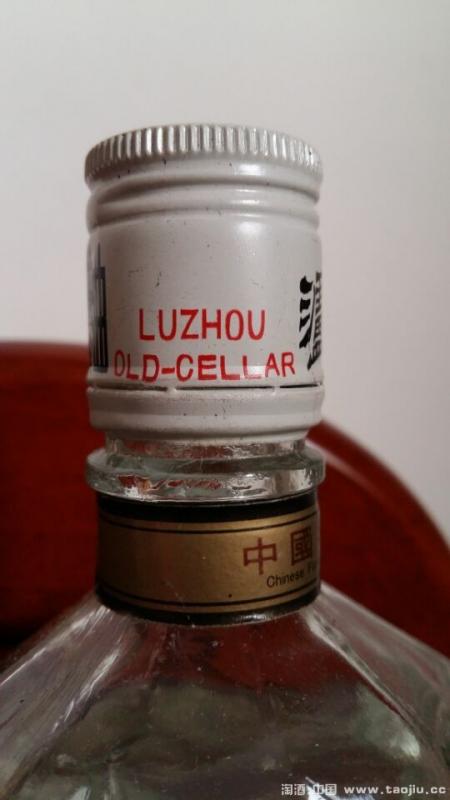 LUZHOU
OLD-CELLAR
中國
Chinese
淘酒·中国 www.taojiu.cc